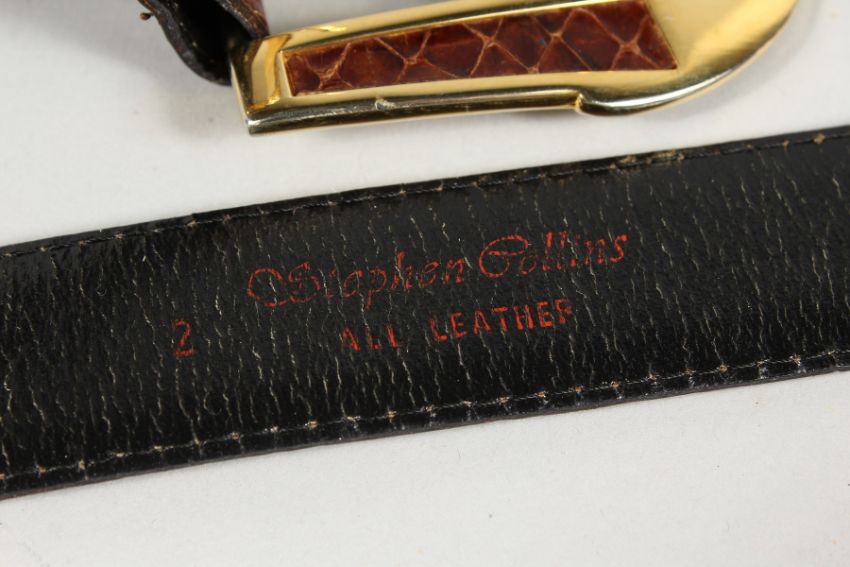 Stephen Collins
2 ALL LEATHER